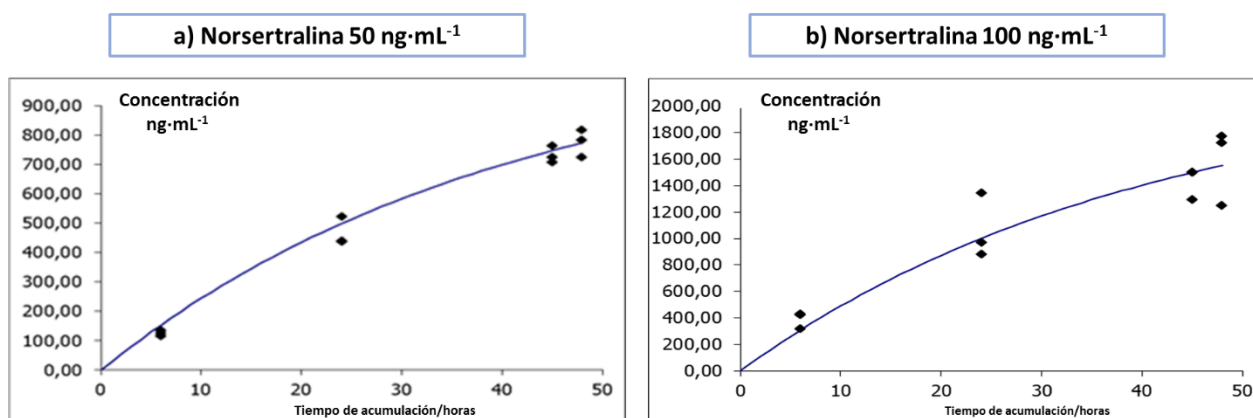 a) Norsertralina 50 ng·mL⁻¹
900,00
800,00
700,00
600,00
500,00
400,00
300,00
200,00
100,00
0,00
Concentración
ng·mL⁻¹
0 10 20 30 40 50
Tiempo de acumulación/horas
b) Norsertralina 100 ng·mL⁻¹
2000,00
1800,00
1600,00
1400,00
1200,00
1000,00
800,00
600,00
400,00
200,00
0,00
Concentración
ng·mL⁻¹
0 10 20 30 40 50
Tiempo de acumulación/horas